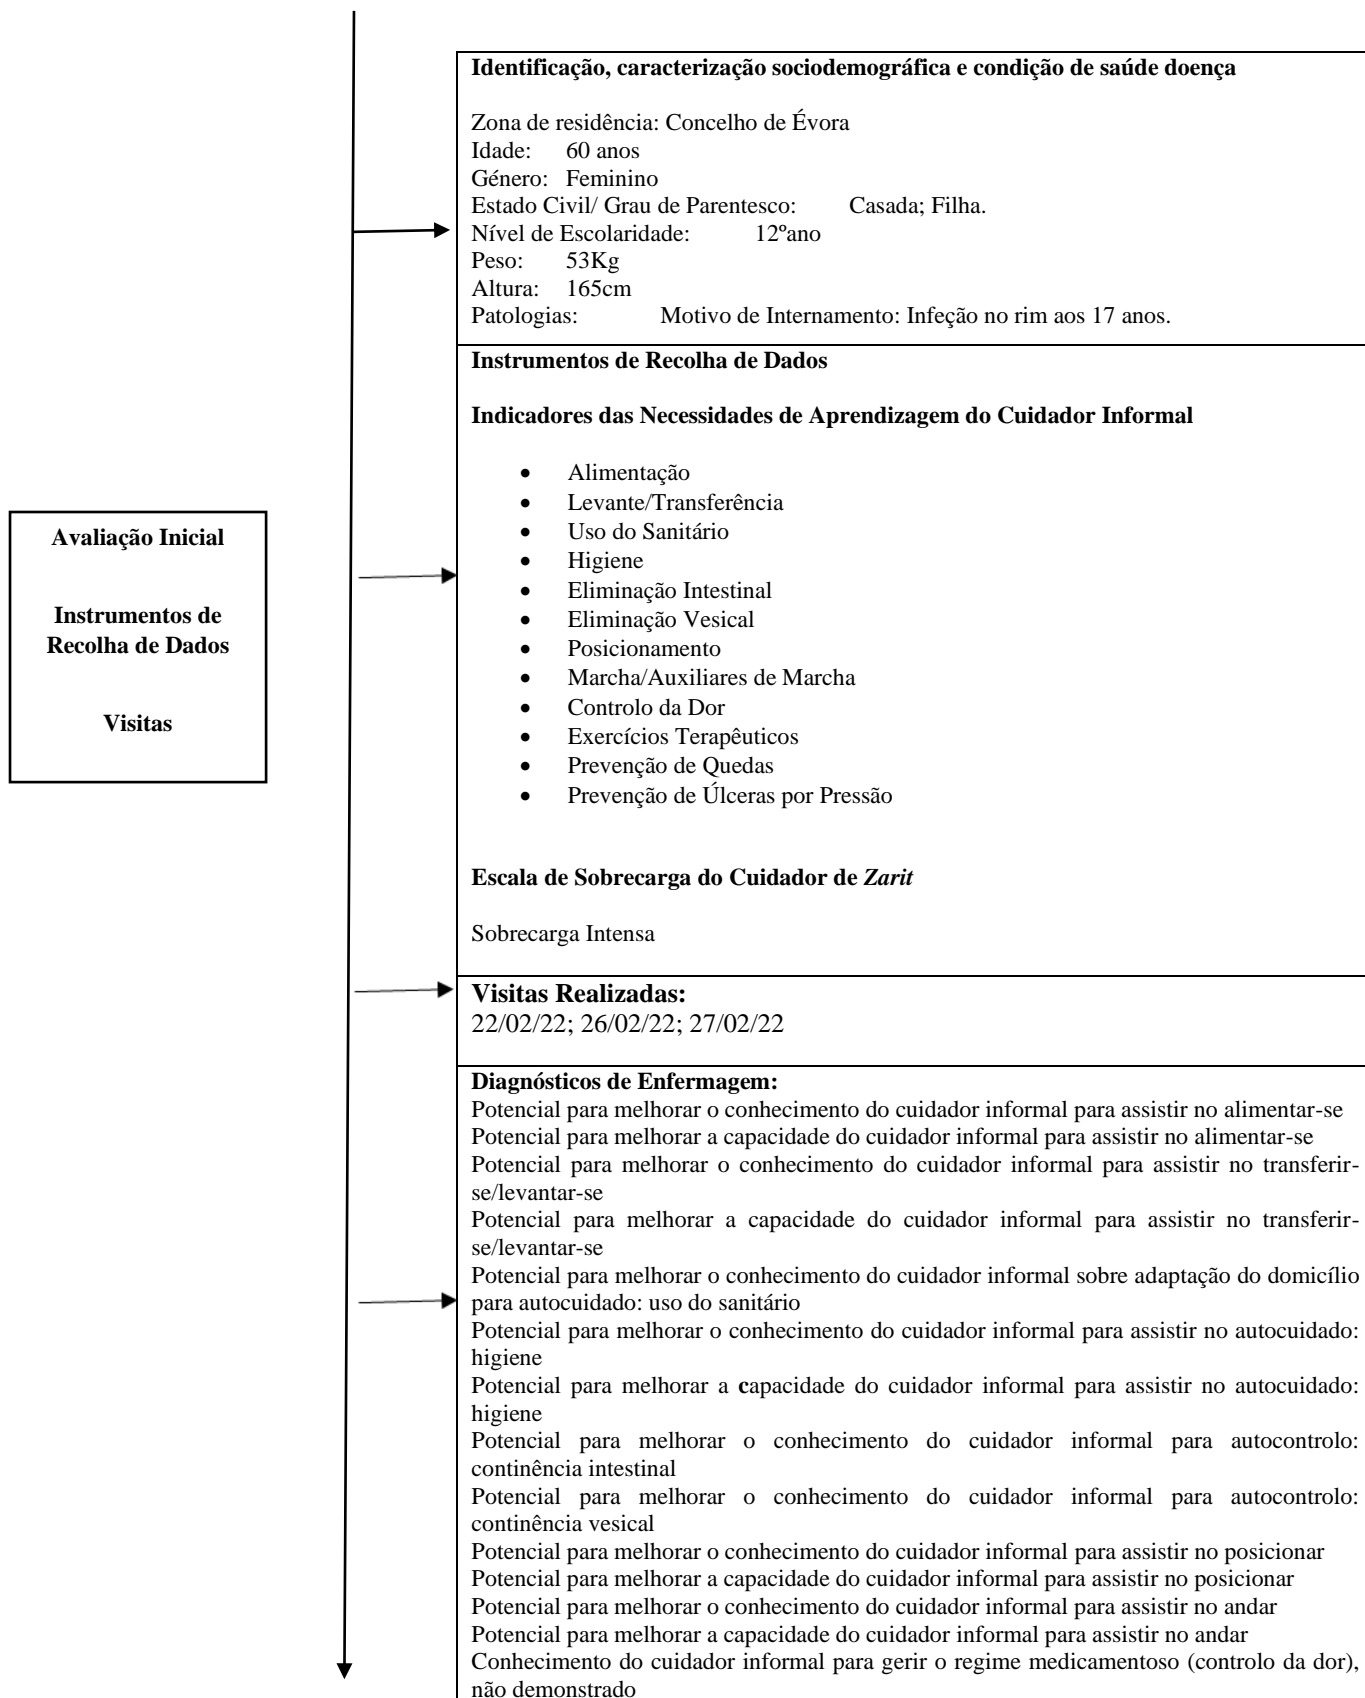 Identificação, caracterização sociodemográfica e condição de saúde doença
Zona de residência: Concelho de Évora
Idade: 60 anos
Género: Feminino
Estado Civil/ Grau de Parentesco: Casada; Filha.
Nível de Escolaridade: 12ºano
Peso: 53Kg
Altura: 165cm
Patologias: Motivo de Internamento: Infeção no rim aos 17 anos.
Instrumentos de Recolha de Dados
Indicadores das Necessidades de Aprendizagem do Cuidador Informal
• Alimentação
• Levante/Transferência
• Uso do Sanitário
• Higiene
• Eliminação Intestinal
• Eliminação Vesical
• Posicionamento
• Marcha/Auxiliares de Marcha
• Controlo da Dor
• Exercícios Terapêuticos
• Prevenção de Quedas
• Prevenção de Úlceras por Pressão
Escala de Sobrecarga do Cuidador de Zarit
Sobrecarga Intensa
Avaliação Inicial
Instrumentos de
Recolha de Dados
Visitas
Visitas Realizadas:
22/02/22; 26/02/22; 27/02/22
Diagnósticos de Enfermagem:
Potencial para melhorar o conhecimento do cuidador informal para assistir no alimentar-se
Potencial para melhorar a capacidade do cuidador informal para assistir no alimentar-se
Potencial para melhorar o conhecimento do cuidador informal para assistir no transferir-
se/levantar-se
Potencial para melhorar a capacidade do cuidador informal para assistir no transferir-
se/levantar-se
Potencial para melhorar o conhecimento do cuidador informal sobre adaptação do domicílio
para autocuidado: uso do sanitário
Potencial para melhorar o conhecimento do cuidador informal para assistir no autocuidado:
higiene
Potencial para melhorar a capacidade do cuidador informal para assistir no autocuidado:
higiene
Potencial para melhorar o conhecimento do cuidador informal para autocontrolo:
continência intestinal
Potencial para melhorar o conhecimento do cuidador informal para autocontrolo:
continência vesical
Potencial para melhorar o conhecimento do cuidador informal para assistir no posicionar
Potencial para melhorar a capacidade do cuidador informal para assistir no posicionar
Potencial para melhorar o conhecimento do cuidador informal para assistir no andar
Potencial para melhorar a capacidade do cuidador informal para assistir no andar
Conhecimento do cuidador informal para gerir o regime medicamentoso (controlo da dor),
não demonstrado